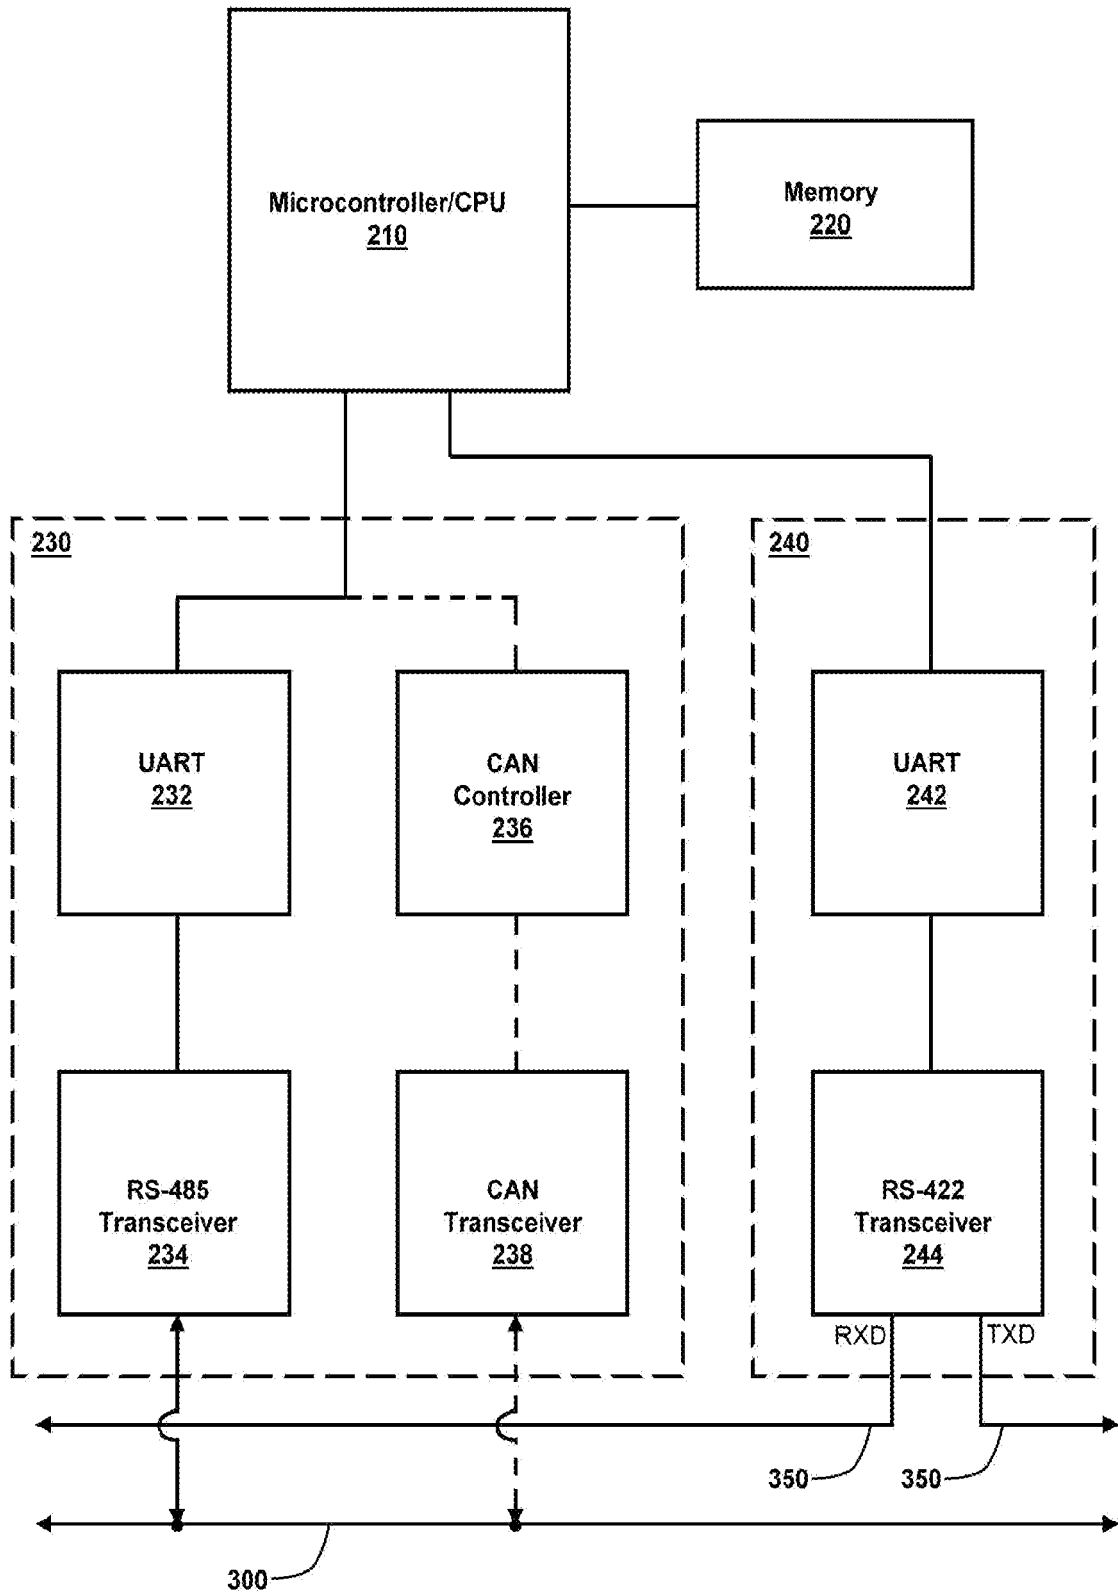 Microcontroller/CPU
210
Memory
220
230
240
UART
232
CAN
Controller
236
UART
242
RS-485
Transceiver
234
CAN
Transceiver
238
RS-422
Transceiver
244
RXD
TXD
350
350
300